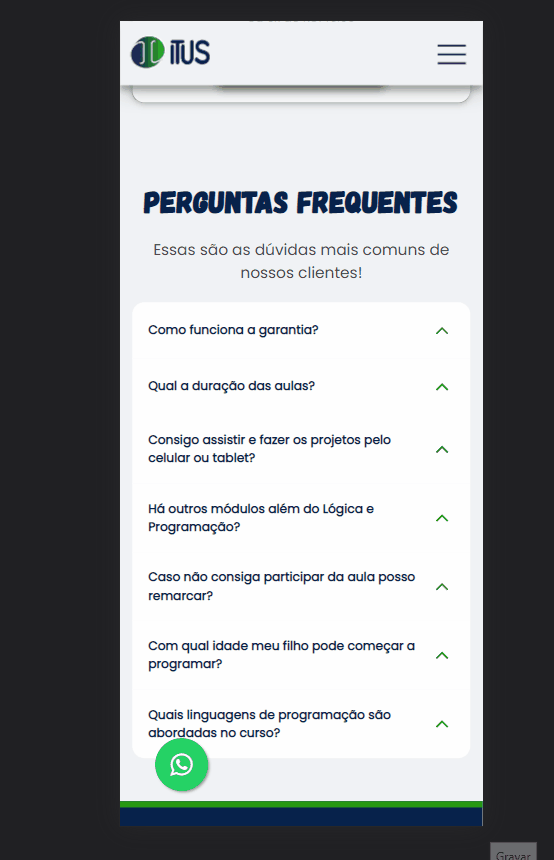 iTUS
PERGUNTAS FREQUENTES
Essas são as dúvidas mais comuns de
nossos clientes!
Como funciona a garantia?
Qual a duração das aulas?
Consigo assistir e fazer os projetos pelo
celular ou tablet?
Há outros módulos além do Lógica e
Programação?
Caso não consiga participar da aula posso
remarcar?
Com qual idade meu filho pode começar a
programar?
Quais linguagens de programação são
abordadas no curso?
Gravar